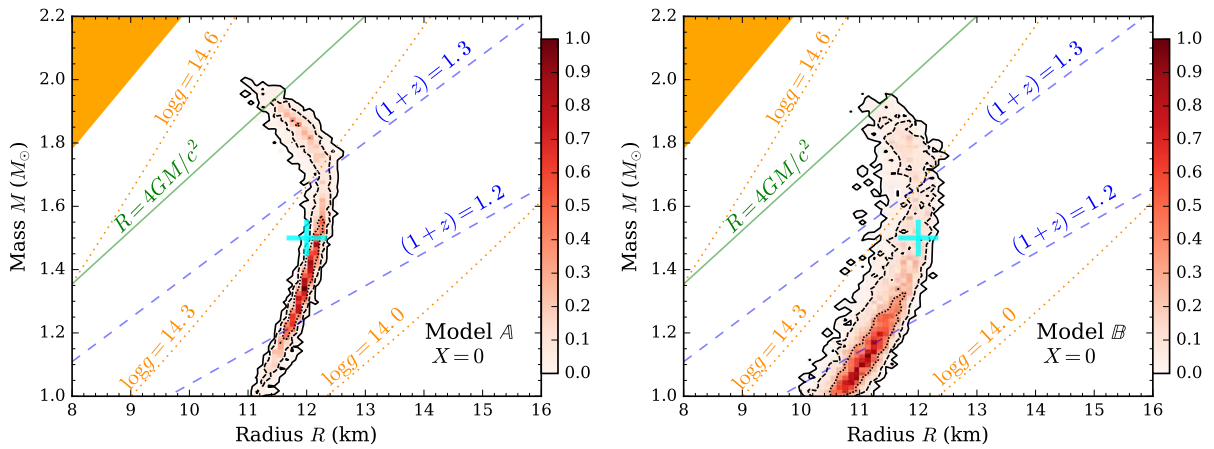 2.2
2.0
1.8
1.6
1.4
1.2
1.0
Mass M (M⊙)
8 9 10 11 12 13 14 15 16
Radius R (km)
logg = 14.6
R = 4GM/c²
(1+z) = 1.3
(1+z) = 1.2
logg = 14.3
logg = 14.0
Model 𝔸
X = 0
1.0
0.9
0.8
0.7
0.6
0.5
0.4
0.3
0.2
0.1
0.0
2.2
2.0
1.8
1.6
1.4
1.2
1.0
Mass M (M⊙)
8 9 10 11 12 13 14 15 16
Radius R (km)
logg = 14.6
R = 4GM/c²
(1+z) = 1.3
(1+z) = 1.2
logg = 14.3
logg = 14.0
Model 𝔹
X = 0
1.0
0.9
0.8
0.7
0.6
0.5
0.4
0.3
0.2
0.1
0.0